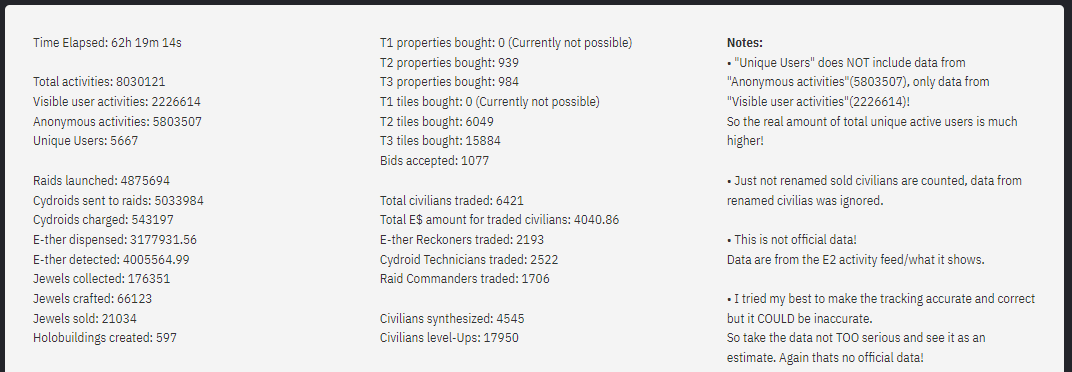 Time Elapsed: 62h 19m 14s
Total activities: 8030121
Visible user activities: 2226614
Anonymous activities: 5803507
Unique Users: 5667
Raids launched: 4875694
Cydroids sent to raids: 5033984
Cydroids charged: 543197
E-ther dispensed: 3177931.56
E-ther detected: 4005564.99
Jewels collected: 176351
Jewels crafted: 66123
Jewels sold: 21034
Holobuildings created: 597
T1 properties bought: 0 (Currently not possible)
T2 properties bought: 939
T3 properties bought: 984
T1 tiles bought: 0 (Currently not possible)
T2 tiles bought: 6049
T3 tiles bought: 15884
Bids accepted: 1077
Total civilians traded: 6421
Total E$ amount for traded civilians: 4040.86
E-ther Reckoners traded: 2193
Cydroid Technicians traded: 2522
Raid Commanders traded: 1706
Civilians synthesized: 4545
Civilians level-Ups: 17950
Notes:
• "Unique Users" does NOT include data from
"Anonymous activities"(5803507), only data from
"Visible user activities"(2226614)!
So the real amount of total unique active users is much
higher!
• Just not renamed sold civilians are counted, data from
renamed civilias was ignored.
• This is not official data!
Data are from the E2 activity feed/what it shows.
• I tried my best to make the tracking accurate and correct
but it COULD be inaccurate.
So take the data not TOO serious and see it as an
estimate. Again thats no official data!